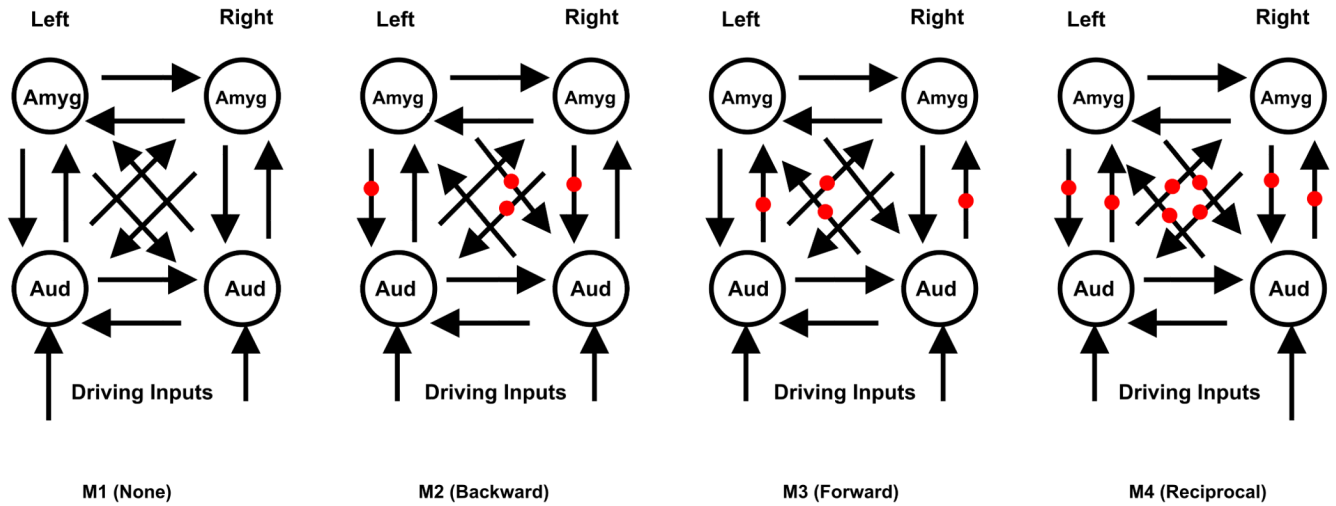 Left Right Left Right Left Right Left Right
Amyg Amyg Amyg Amyg Amyg Amyg Amyg Amyg
Aud Aud Aud Aud Aud Aud Aud Aud
Driving Inputs Driving Inputs Driving Inputs Driving Inputs
M1 (None) M2 (Backward) M3 (Forward) M4 (Reciprocal)